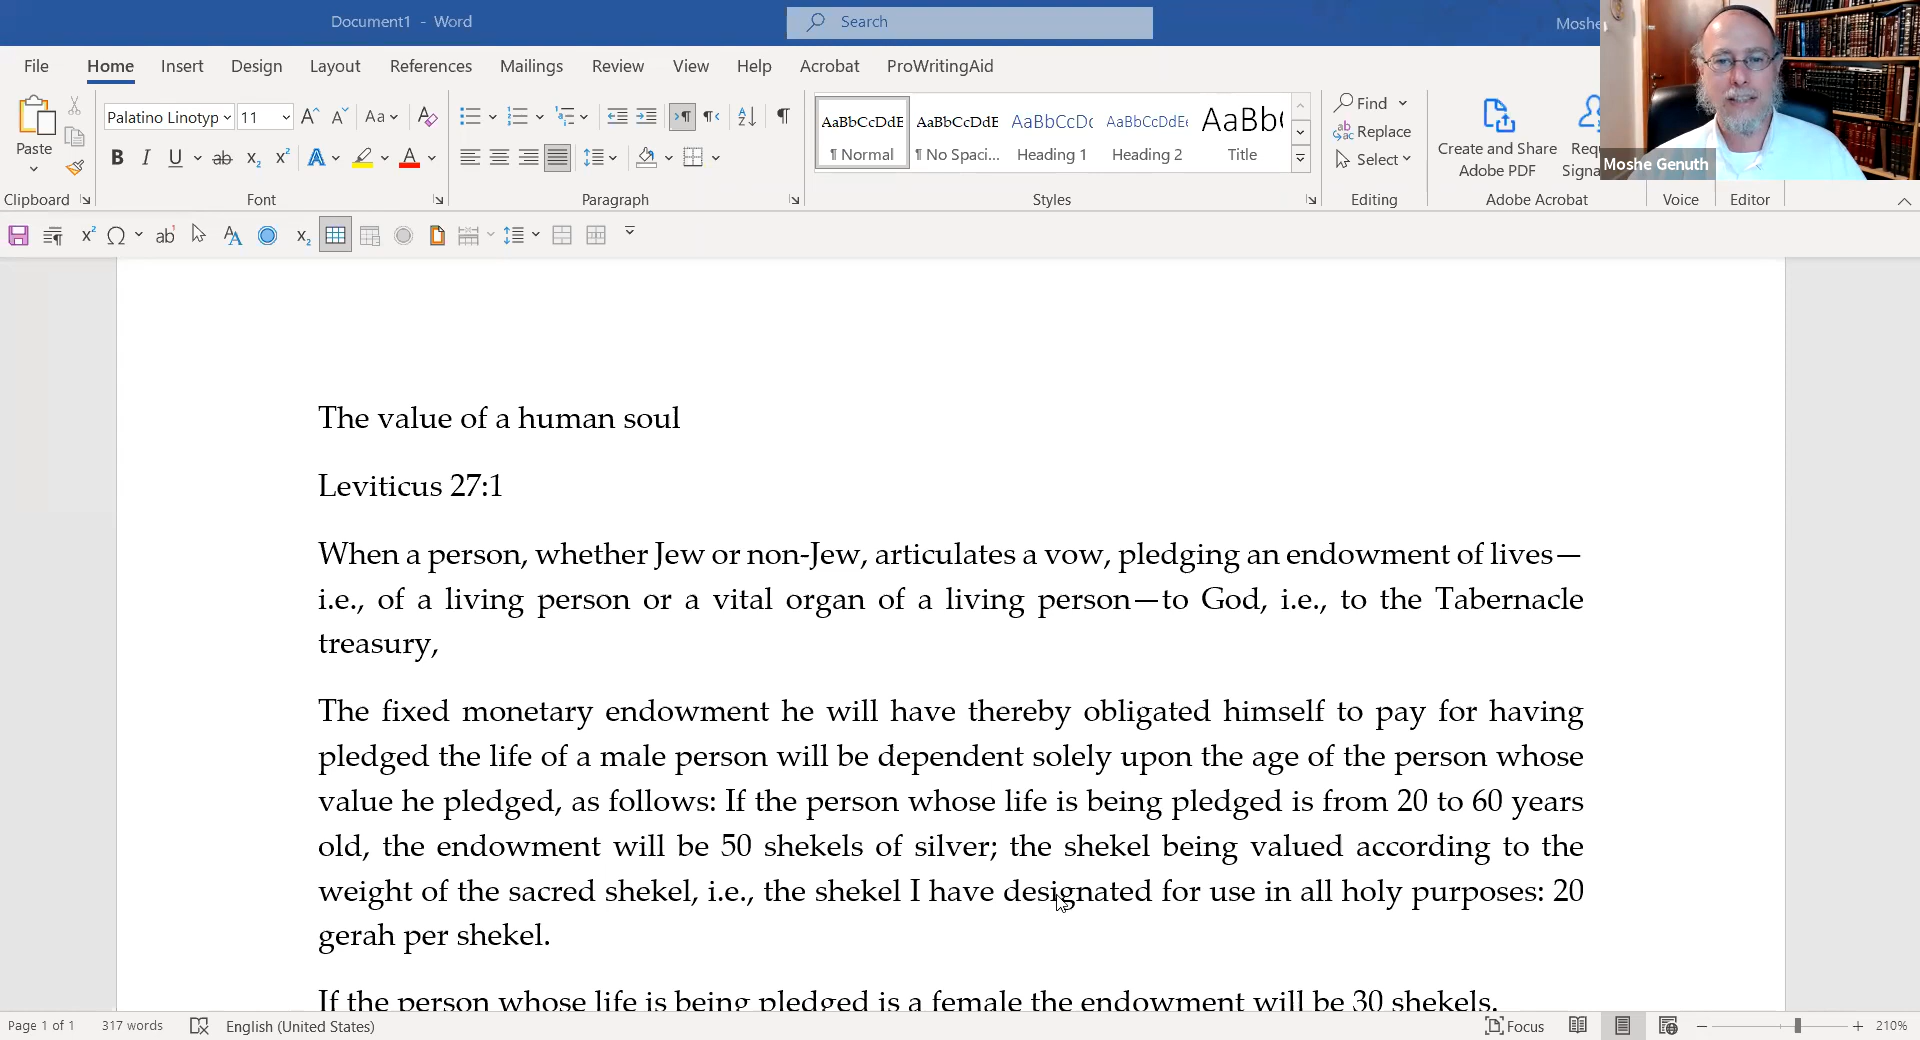 Document1 - Word
Search
Moshe
File Home Insert Design Layout References Mailings Review View Help Acrobat ProWritingAid
Paste
Clipboard
Palatino Linotyp 11
Font
Paragraph
AaBbCcDdE AaBbCcDdE AaBbCcDc AaBbCcDdEe AaBb(
¶ Normal ¶ No Spaci... Heading 1 Heading 2 Title
Styles
Find
Replace
Select
Editing
Create and Share
Adobe PDF
Adobe Acrobat
Voice
Editor
Moshe Genuth
The value of a human soul
Leviticus 27:1
When a person, whether Jew or non-Jew, articulates a vow, pledging an endowment of lives—
i.e., of a living person or a vital organ of a living person—to God, i.e., to the Tabernacle
treasury,
The fixed monetary endowment he will have thereby obligated himself to pay for having
pledged the life of a male person will be dependent solely upon the age of the person whose
value he pledged, as follows: If the person whose life is being pledged is from 20 to 60 years
old, the endowment will be 50 shekels of silver; the shekel being valued according to the
weight of the sacred shekel, i.e., the shekel I have designated for use in all holy purposes: 20
gerah per shekel.
If the person whose life is being pledged is a female the endowment will be 30 shekels.
Page 1 of 1 317 words English (United States) Focus 210%